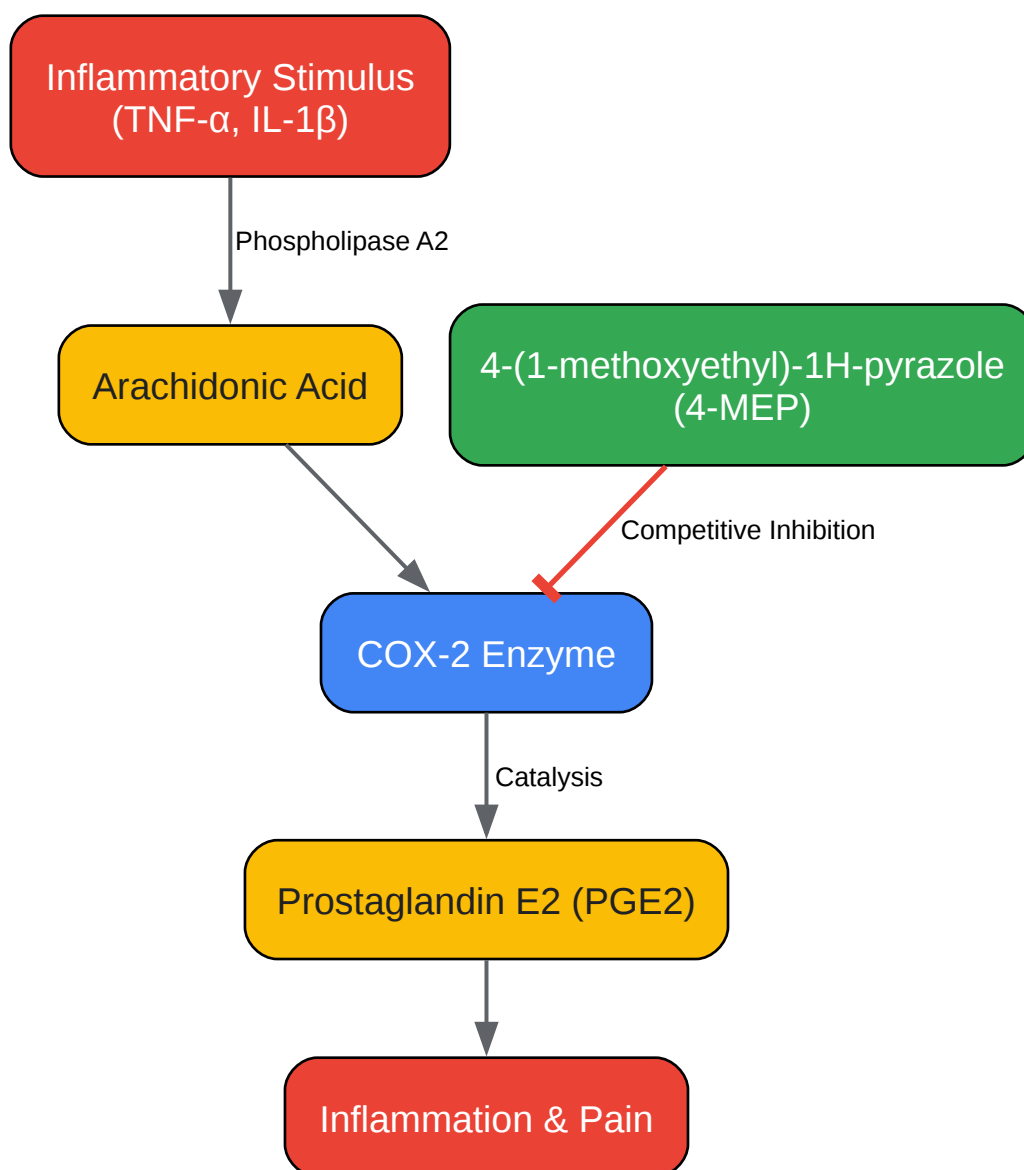 Inflammatory Stimulus
(TNF-α, IL-1β)
Phospholipase A2
Arachidonic Acid
4-(1-methoxyethyl)-1H-pyrazole
(4-MEP)
Competitive Inhibition
COX-2 Enzyme
Catalysis
Prostaglandin E2 (PGE2)
Inflammation & Pain